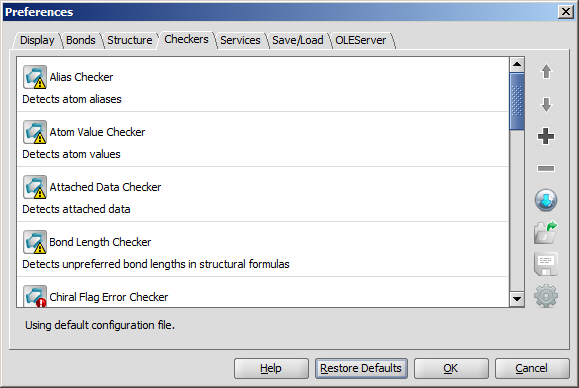 Preferences
Display Bonds Structure Checkers Services Save/Load OLEServer
Alias Checker
Detects atom aliases
Atom Value Checker
Detects atom values
Attached Data Checker
Detects attached data
Bond Length Checker
Detects unpreferred bond lengths in structural formulas
Chiral Flag Error Checker
Using default configuration file.
Help Restore Defaults OK Cancel